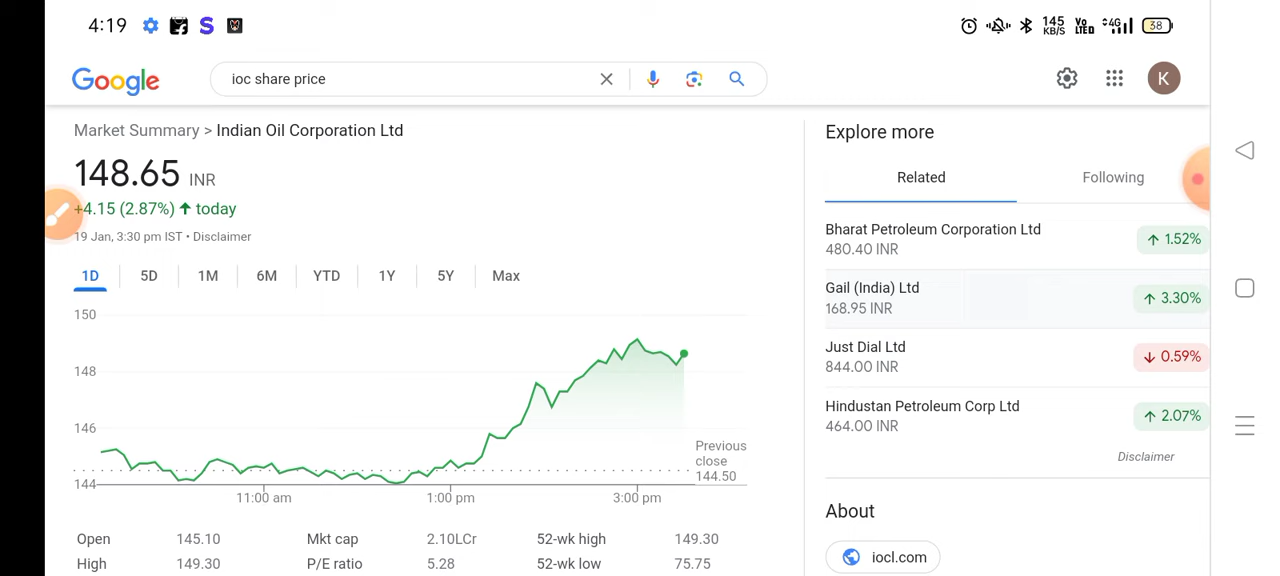 4:19
S
145
KB/S
Vo
LTED
4G
38
Google
ioc share price
K
Market Summary > Indian Oil Corporation Ltd
148.65 INR
+4.15 (2.87%) ↑ today
19 Jan, 3:30 pm IST • Disclaimer
1D 5D 1M 6M YTD 1Y 5Y Max
150
148
146
144
Previous
close
144.50
11:00 am 1:00 pm 3:00 pm
Open 145.10 Mkt cap 2.10LCr 52-wk high 149.30
High 149.30 P/E ratio 5.28 52-wk low 75.75
Explore more
Related Following
Bharat Petroleum Corporation Ltd
480.40 INR ↑ 1.52%
Gail (India) Ltd
168.95 INR ↑ 3.30%
Just Dial Ltd
844.00 INR ↓ 0.59%
Hindustan Petroleum Corp Ltd
464.00 INR ↑ 2.07%
Disclaimer
About
iocl.com